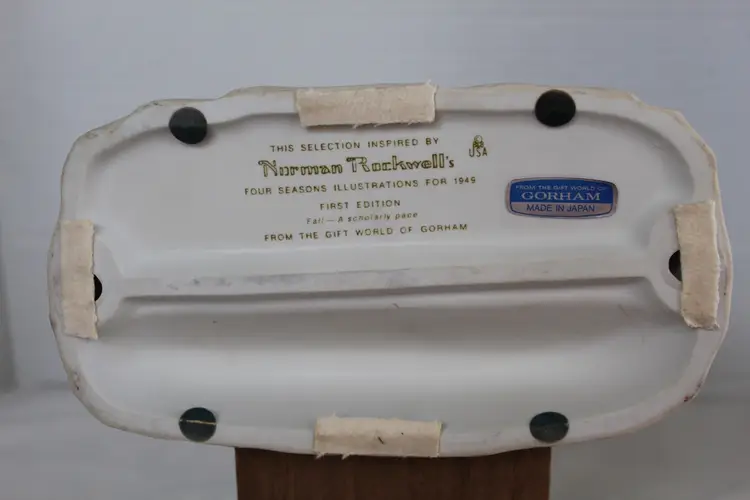 THIS SELECTION INSPIRED BY
Norman Rockwell's
FOUR SEASONS ILLUSTRATIONS FOR 1949
FIRST EDITION
Fall—A scholarly pace
FROM THE GIFT WORLD OF GORHAM
USA
FROM THE GIFT WORLD OF
GORHAM
MADE IN JAPAN